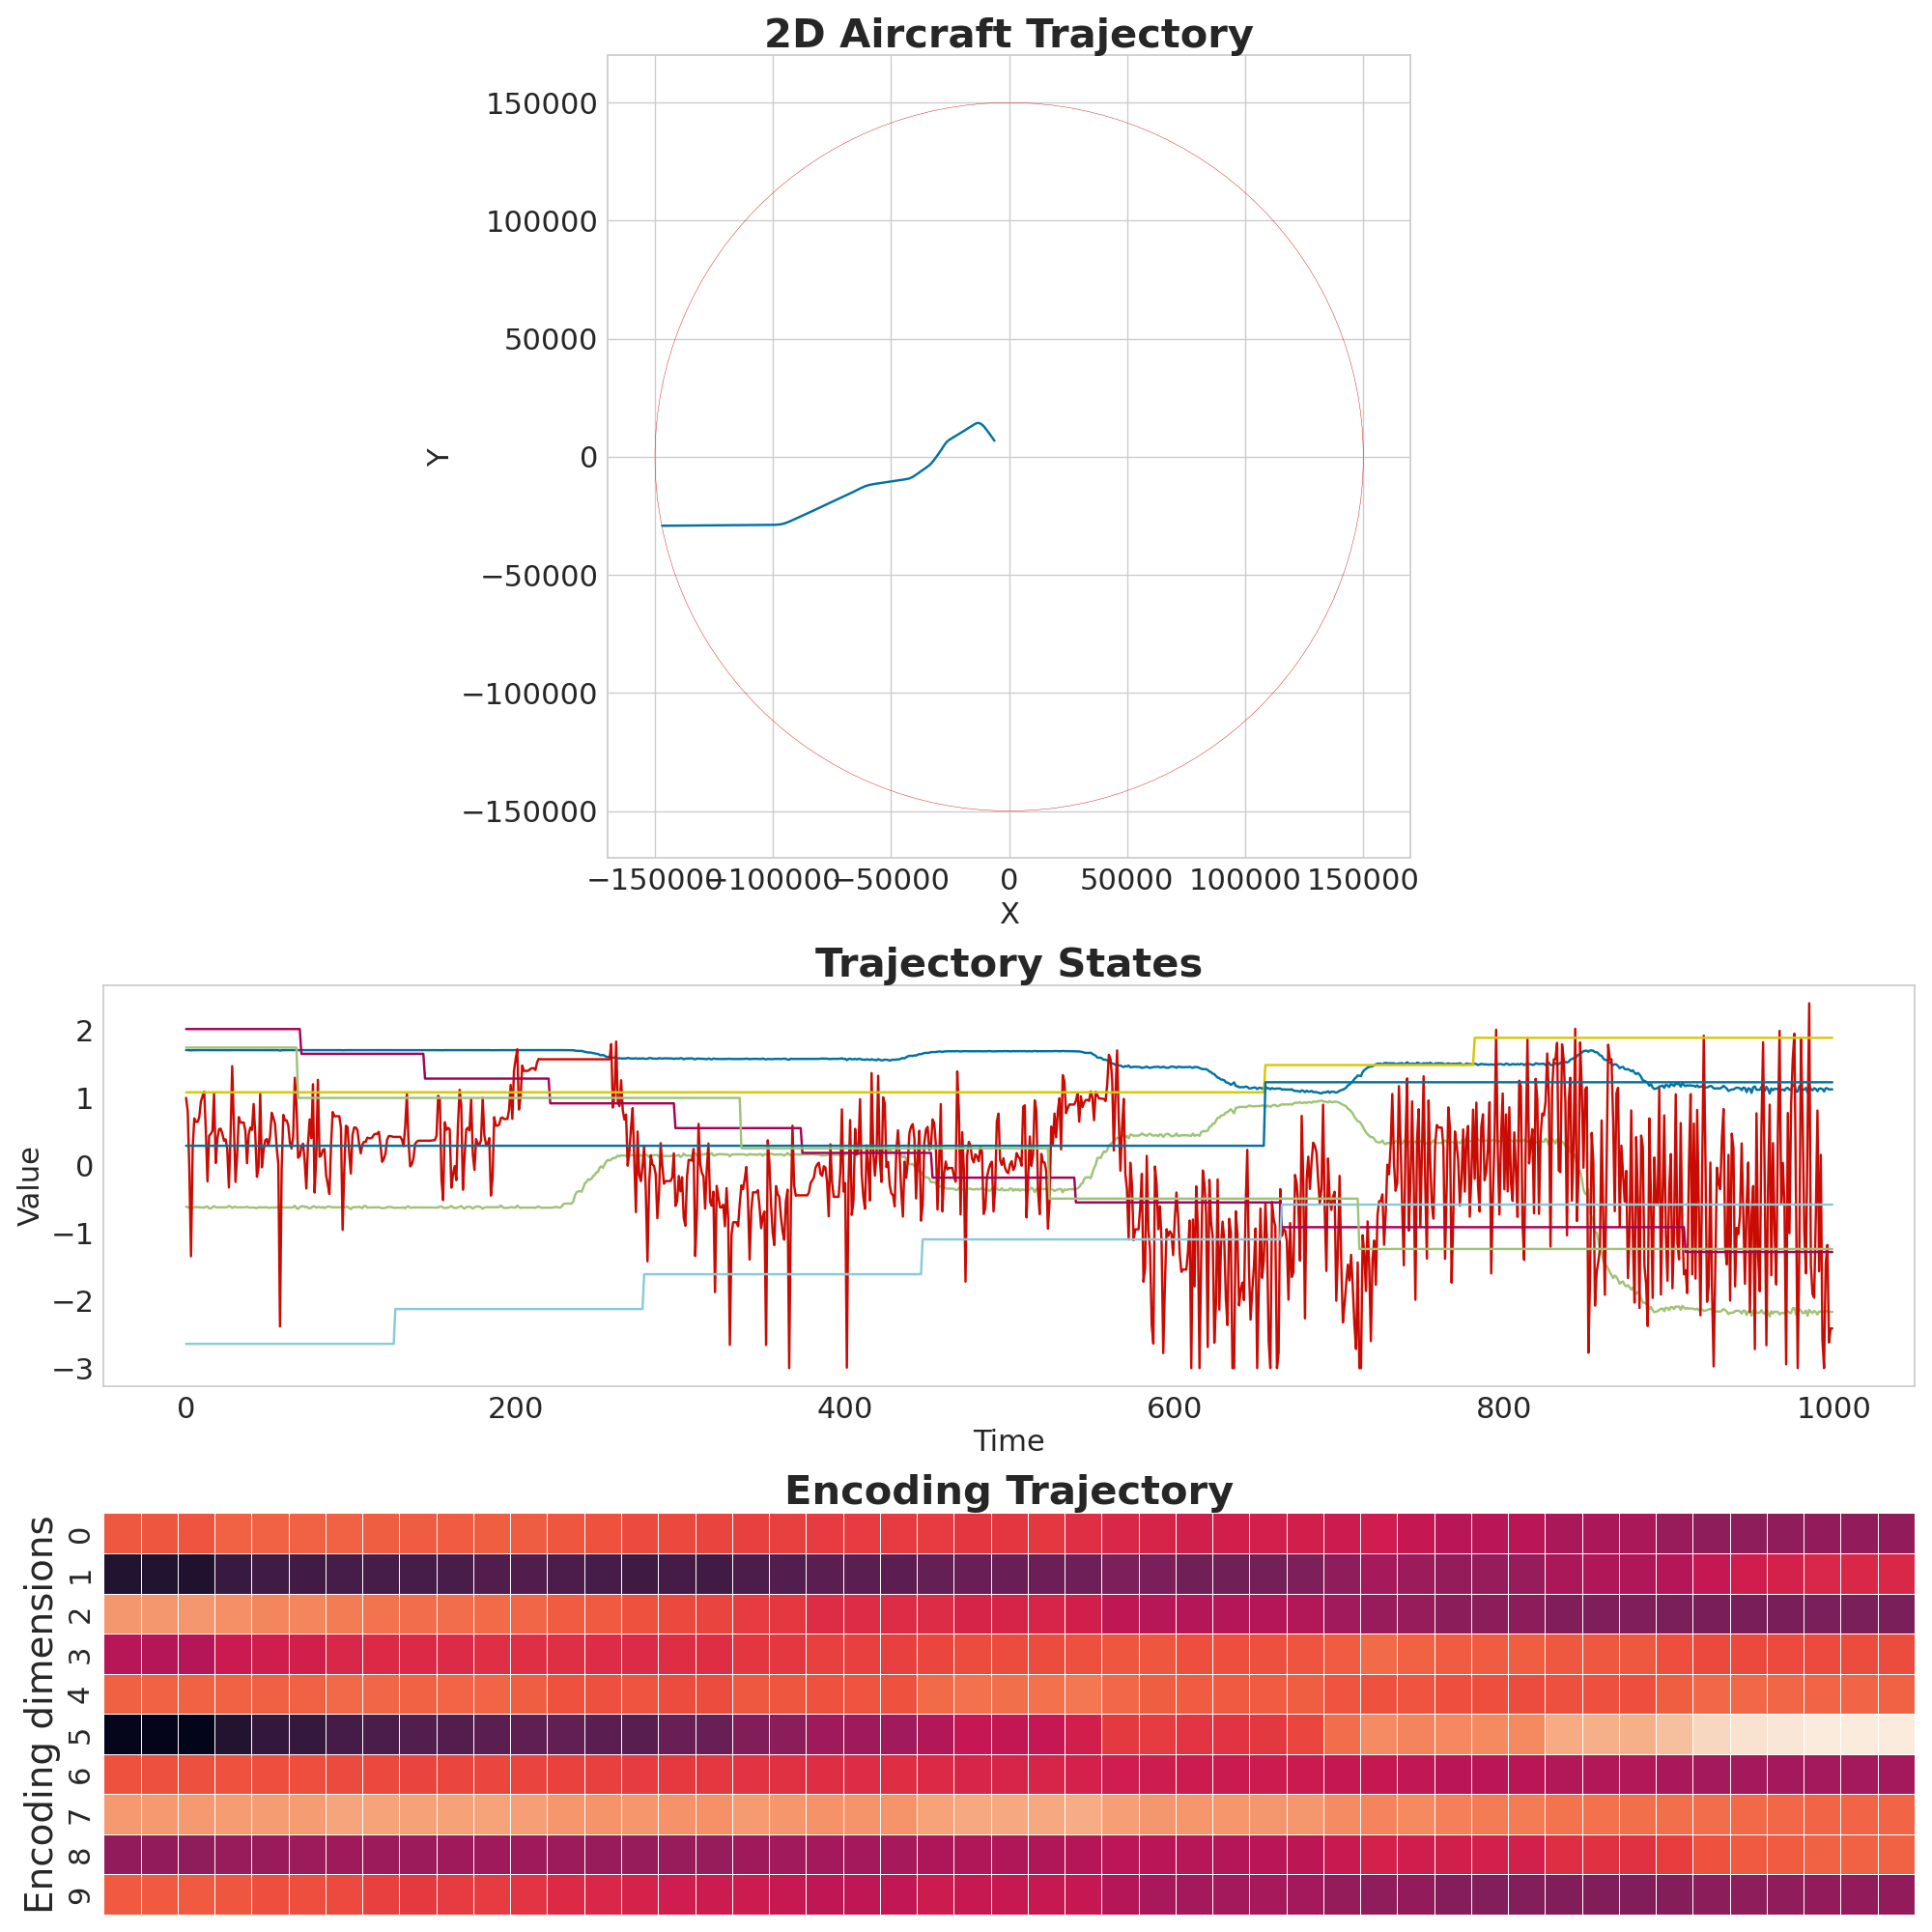 2D Aircraft Trajectory
150000
100000
50000
0
−50000
−100000
−150000
Y
−150000 −100000 −50000 0 50000 100000 150000
X
Trajectory States
2
1
0
−1
−2
−3
Value
0 200 400 600 800 1000
Time
Encoding Trajectory
0
1
2
3
4
5
6
7
8
9
Encoding dimensions